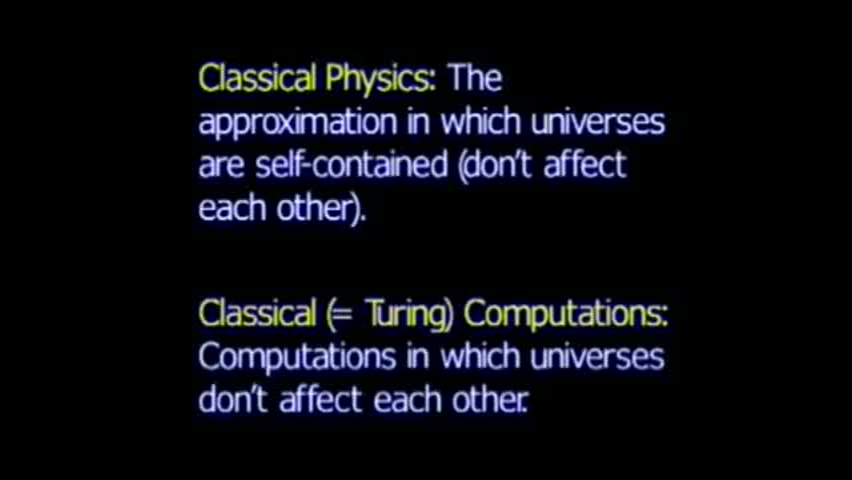 Classical Physics: The
approximation in which universes
are self-contained (don't affect
each other).
Classical (= Turing) Computations:
Computations in which universes
don't affect each other.